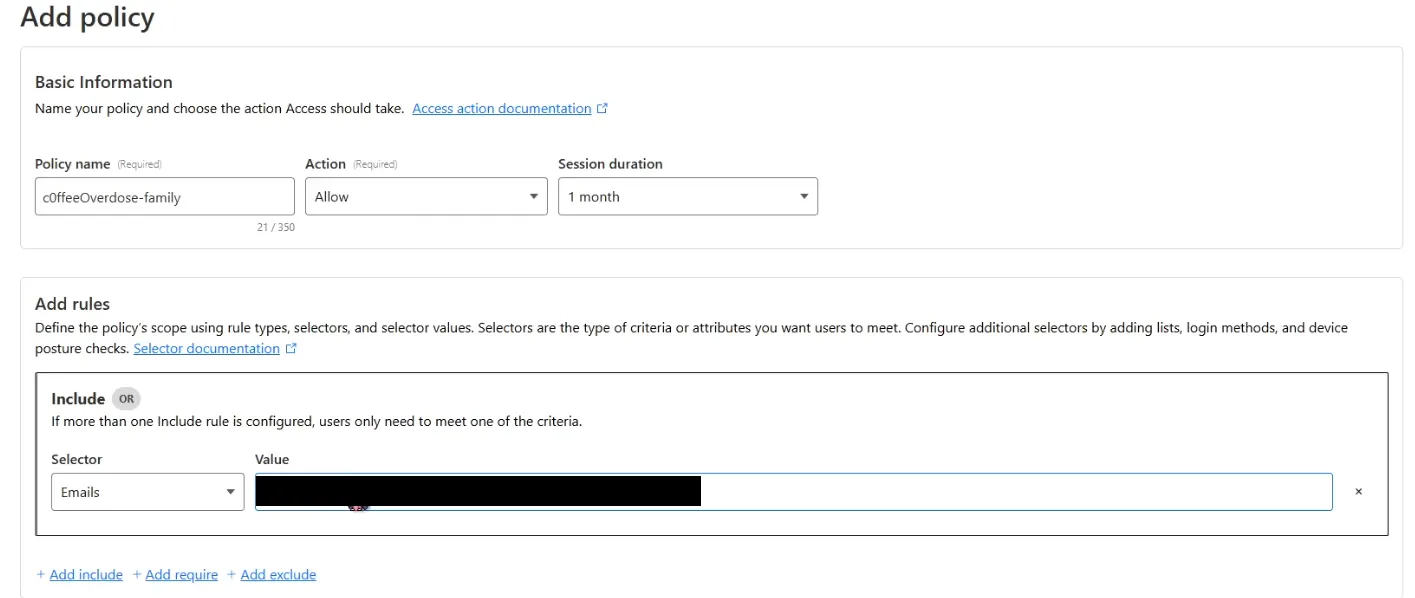 Add policy
Basic Information
Name your policy and choose the action Access should take. Access action documentation
Policy name (Required) Action (Required) Session duration
c0ffeeOverdose-family Allow 1 month
21 / 350
Add rules
Define the policy's scope using rule types, selectors, and selector values. Selectors are the type of criteria or attributes you want users to meet. Configure additional selectors by adding lists, login methods, and device
posture checks. Selector documentation
Include OR
If more than one Include rule is configured, users only need to meet one of the criteria.
Selector Value
Emails ×
+ Add include + Add require + Add exclude